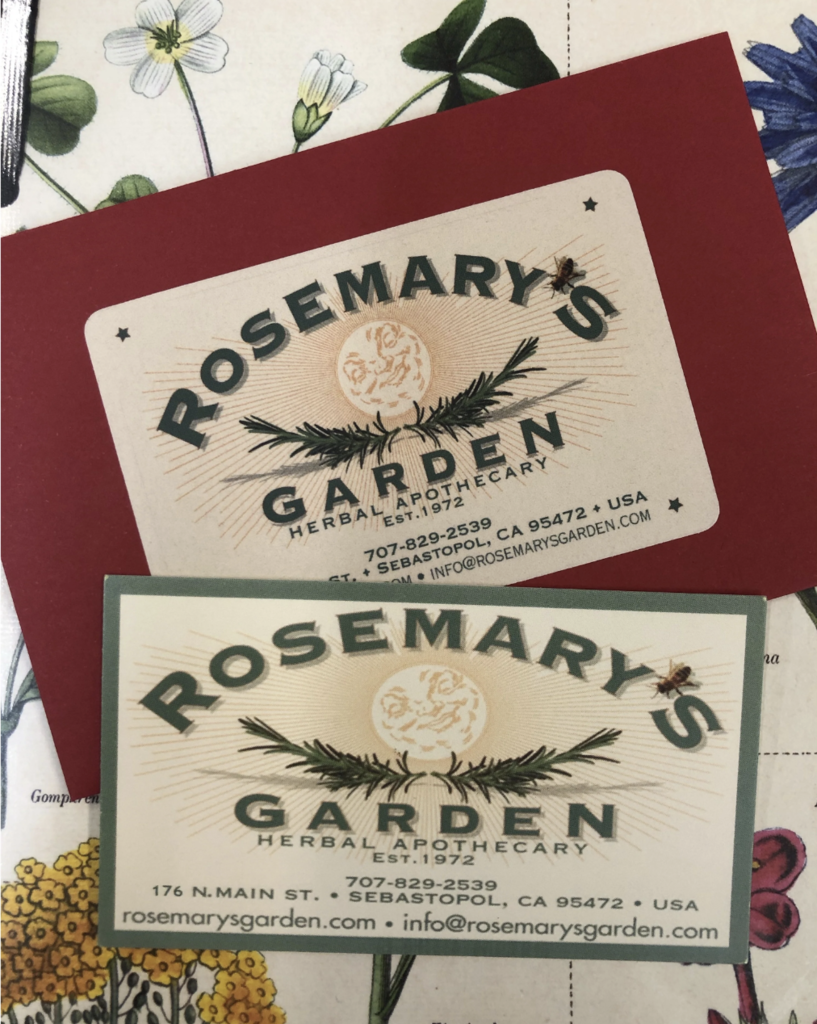 ROSEMARY'S
GARDEN
HERBAL APOTHECARY
EST. 1972
707-829-2539
ST. + SEBASTOPOL, CA 95472 + USA
OM • INFO@ROSEMARYSGARDEN.COM
ROSEMARY'S
GARDEN
HERBAL APOTHECARY
EST. 1972
707-829-2539
176 N. MAIN ST. • SEBASTOPOL, CA 95472 • USA
rosemarysgarden.com • info@rosemarysgarden.com
na